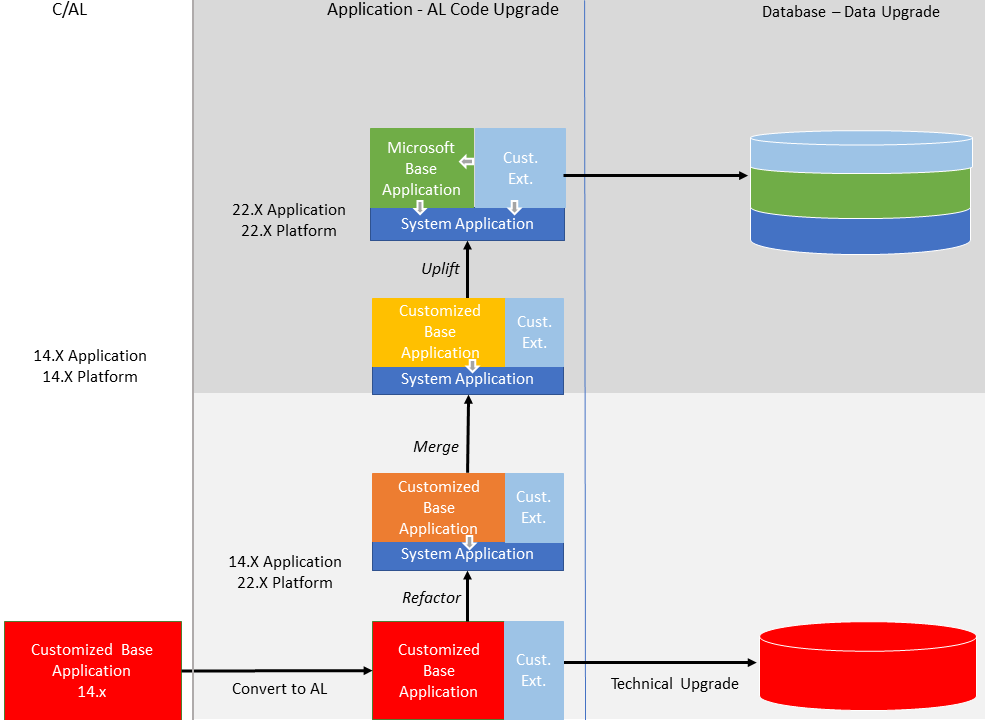 C/AL
Application - AL Code Upgrade
Database – Data Upgrade
Microsoft
Base
Application
Cust.
Ext.
System Application
22.X Application
22.X Platform
Uplift
Customized
Base
Application
Cust.
Ext.
System Application
14.X Application
14.X Platform
Merge
Customized
Base
Application
Cust.
Ext.
System Application
14.X Application
22.X Platform
Refactor
Customized Base
Application
14.x
Convert to AL
Customized
Base
Application
Cust.
Ext.
Technical Upgrade